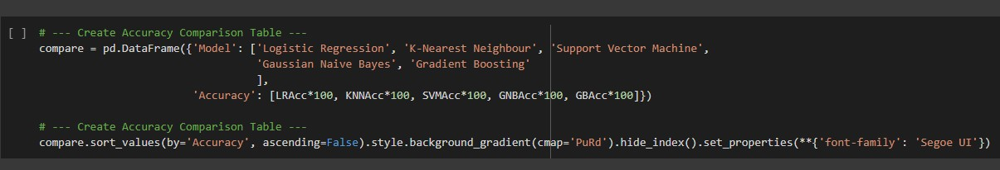 [ ] # --- Create Accuracy Comparison Table ---
compare = pd.DataFrame({'Model': ['Logistic Regression', 'K-Nearest Neighbour', 'Support Vector Machine',
'Gaussian Naive Bayes', 'Gradient Boosting'
],
'Accuracy': [LRAcc*100, KNNAcc*100, SVMAcc*100, GNBAcc*100, GBAcc*100]})
# --- Create Accuracy Comparison Table ---
compare.sort_values(by='Accuracy', ascending=False).style.background_gradient(cmap='PuRd').hide_index().set_properties(**{'font-family': 'Segoe UI'})